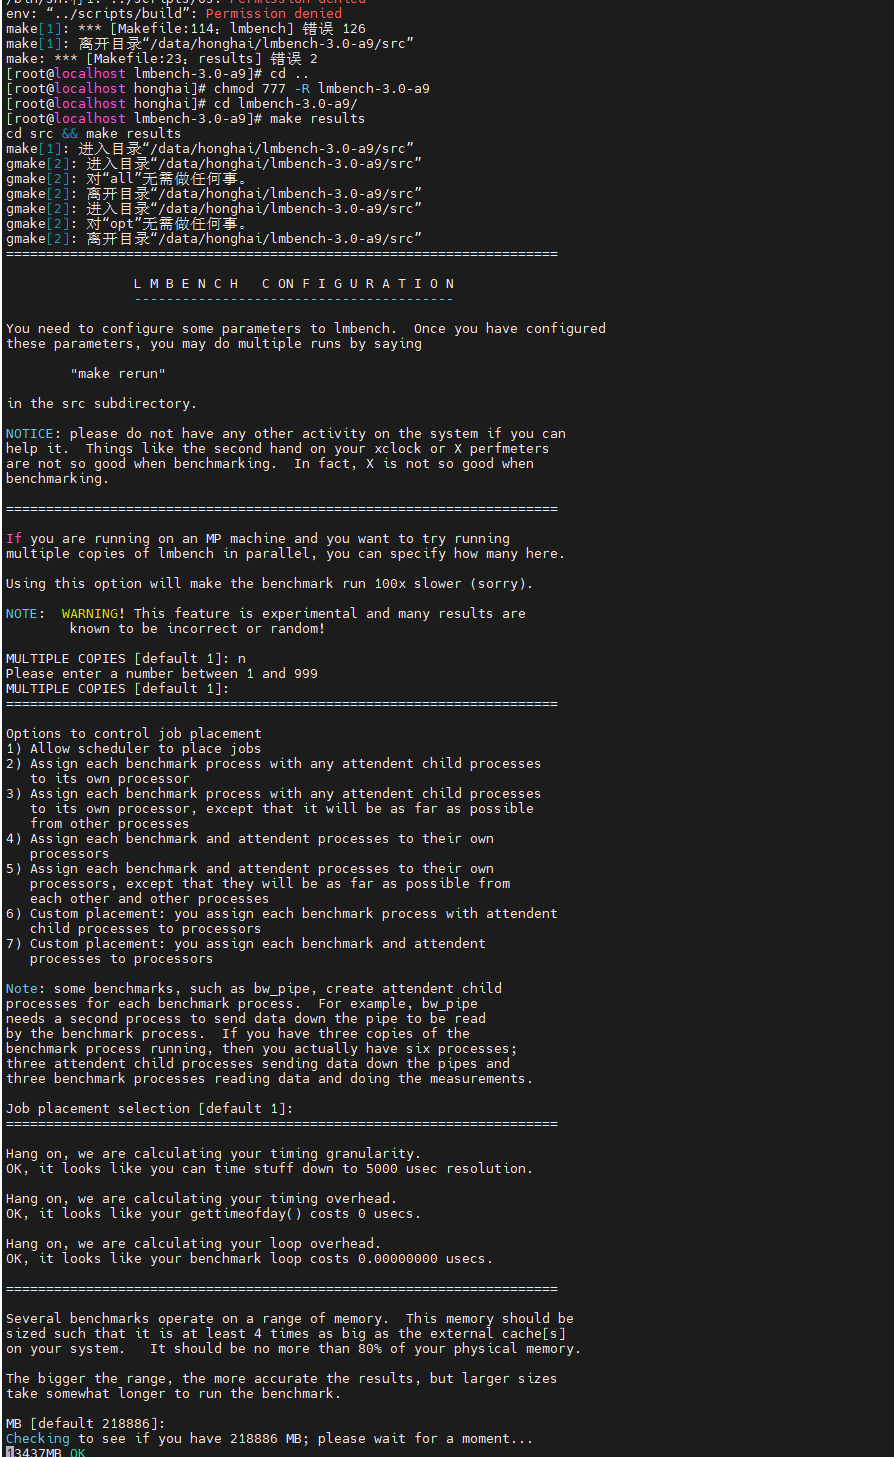 env: “../scripts/build”: Permission denied
make[1]: *** [Makefile:114：lmbench] 错误 126
make[1]: 离开目录“/data/honghai/lmbench-3.0-a9/src”
make: *** [Makefile:23：results] 错误 2
[root@localhost lmbench-3.0-a9]# cd ..
[root@localhost honghai]# chmod 777 -R lmbench-3.0-a9
[root@localhost honghai]# cd lmbench-3.0-a9/
[root@localhost lmbench-3.0-a9]# make results
cd src && make results
make[1]: 进入目录“/data/honghai/lmbench-3.0-a9/src”
gmake[2]: 进入目录“/data/honghai/lmbench-3.0-a9/src”
gmake[2]: 对“all”无需做任何事。
gmake[2]: 离开目录“/data/honghai/lmbench-3.0-a9/src”
gmake[2]: 进入目录“/data/honghai/lmbench-3.0-a9/src”
gmake[2]: 对“opt”无需做任何事。
gmake[2]: 离开目录“/data/honghai/lmbench-3.0-a9/src”
=====================================================================
L M B E N C H   C ON F I G U R A T I O N
----------------------------------------
You need to configure some parameters to lmbench.  Once you have configured
these parameters, you may do multiple runs by saying
"make rerun"
in the src subdirectory.
NOTICE: please do not have any other activity on the system if you can
help it.  Things like the second hand on your xclock or X perfmeters
are not so good when benchmarking.  In fact, X is not so good when
benchmarking.
=====================================================================
If you are running on an MP machine and you want to try running
multiple copies of lmbench in parallel, you can specify how many here.
Using this option will make the benchmark run 100x slower (sorry).
NOTE:  WARNING! This feature is experimental and many results are
known to be incorrect or random!
MULTIPLE COPIES [default 1]: n
Please enter a number between 1 and 999
MULTIPLE COPIES [default 1]:
=====================================================================
Options to control job placement
1) Allow scheduler to place jobs
2) Assign each benchmark process with any attendent child processes
to its own processor
3) Assign each benchmark process with any attendent child processes
to its own processor, except that it will be as far as possible
from other processes
4) Assign each benchmark and attendent processes to their own
processors
5) Assign each benchmark and attendent processes to their own
processors, except that they will be as far as possible from
each other and other processes
6) Custom placement: you assign each benchmark process with attendent
child processes to processors
7) Custom placement: you assign each benchmark and attendent
processes to processors
Note: some benchmarks, such as bw_pipe, create attendent child
processes for each benchmark process.  For example, bw_pipe
needs a second process to send data down the pipe to be read
by the benchmark process.  If you have three copies of the
benchmark process running, then you actually have six processes;
three attendent child processes sending data down the pipes and
three benchmark processes reading data and doing the measurements.
Job placement selection [default 1]:
=====================================================================
Hang on, we are calculating your timing granularity.
OK, it looks like you can time stuff down to 5000 usec resolution.
Hang on, we are calculating your timing overhead.
OK, it looks like your gettimeofday() costs 0 usecs.
Hang on, we are calculating your loop overhead.
OK, it looks like your benchmark loop costs 0.00000000 usecs.
=====================================================================
Several benchmarks operate on a range of memory.  This memory should be
sized such that it is at least 4 times as big as the external cache[s]
on your system.   It should be no more than 80% of your physical memory.
The bigger the range, the more accurate the results, but larger sizes
take somewhat longer to run the benchmark.
MB [default 218886]:
Checking to see if you have 218886 MB; please wait for a moment...
13437MB OK